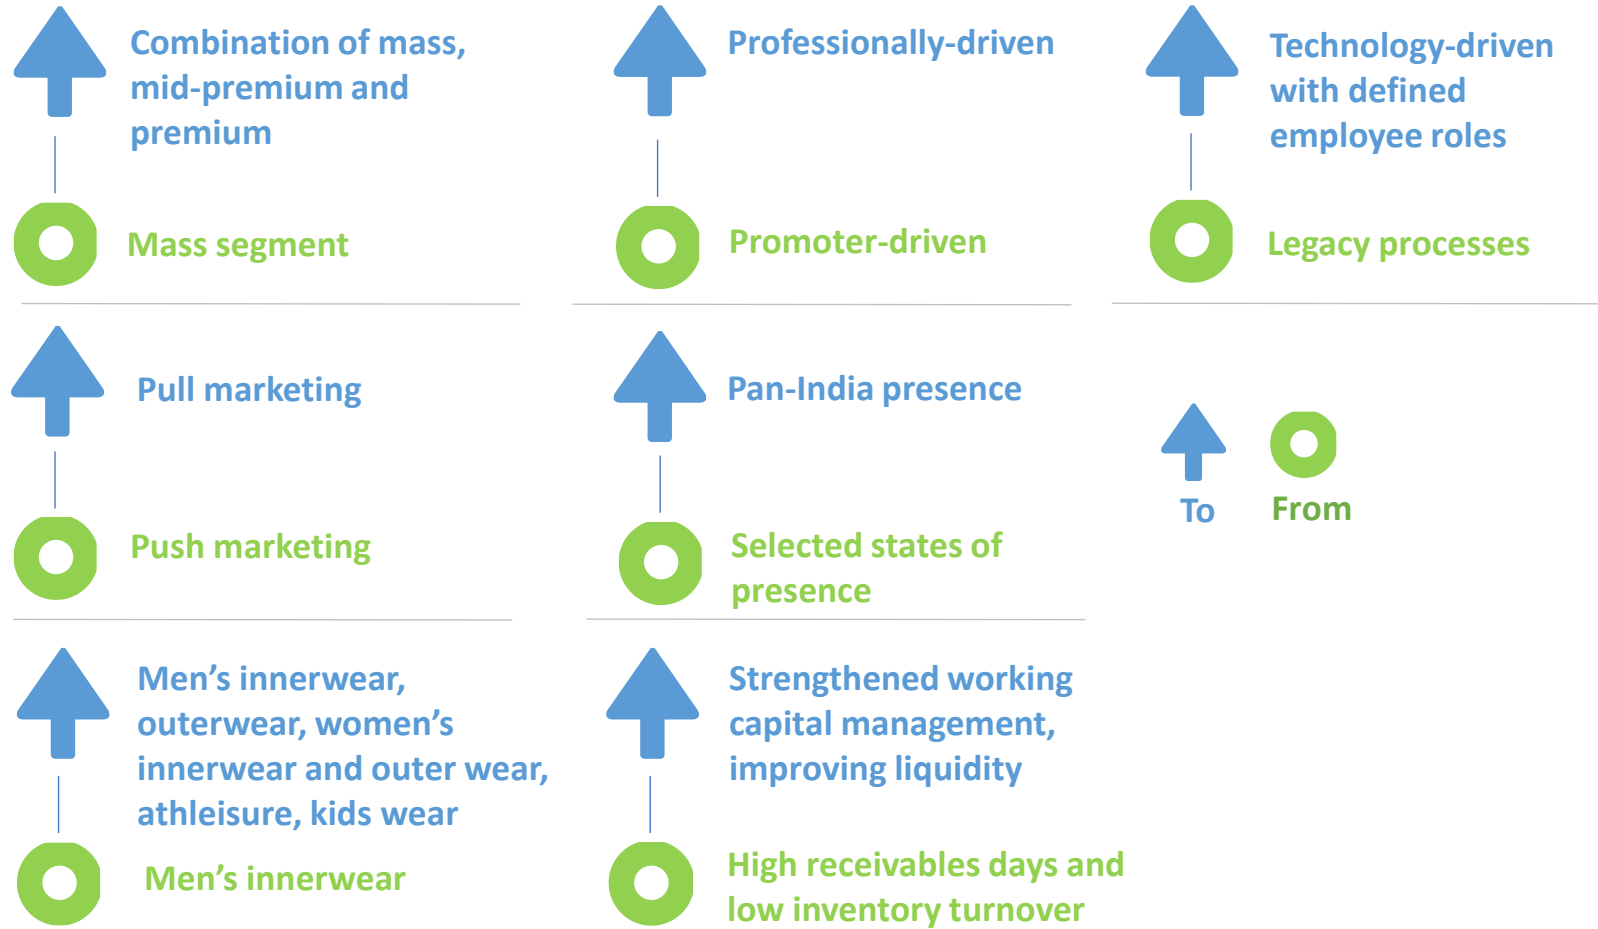 Combination of mass,
mid-premium and
premium
Mass segment
Professionally-driven
Promoter-driven
Technology-driven
with defined
employee roles
Legacy processes
Pull marketing
Push marketing
Pan-India presence
Selected states of
presence
To
From
Men’s innerwear,
outerwear, women’s
innerwear and outer wear,
athleisure, kids wear
Men’s innerwear
Strengthened working
capital management,
improving liquidity
High receivables days and
low inventory turnover